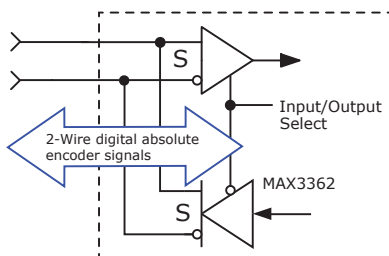 S
Input/Output
Select
2-Wire digital absolute
encoder signals
MAX3362
S